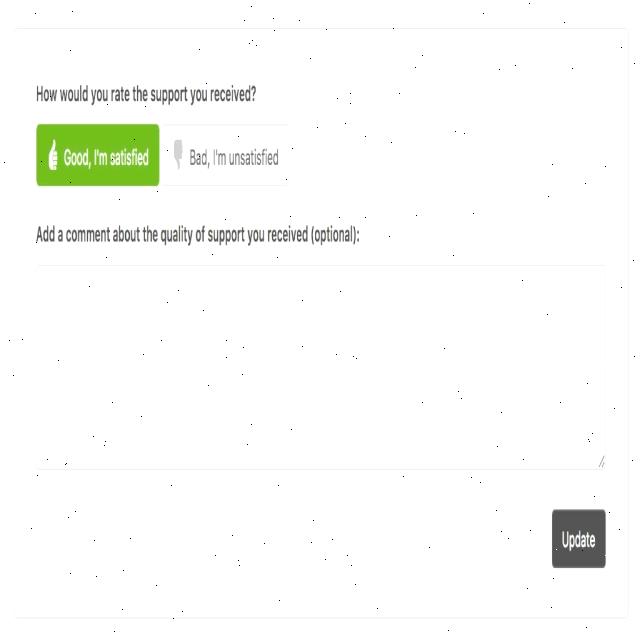 How would you rate the support you received?
Good, I'm satisfied
Bad, I'm unsatisfied
Add a comment about the quality of support you received (optional):
Update